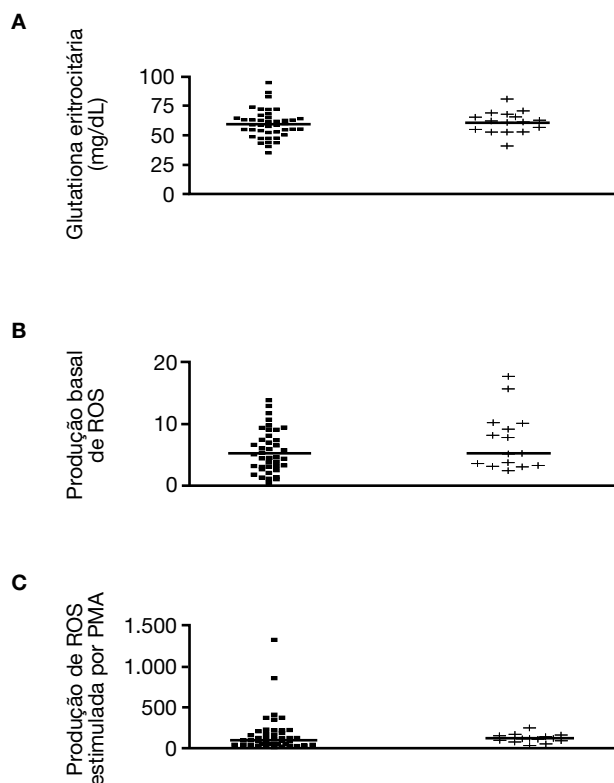 A
Glutationa eritrocitária
(mg/dL)
100
75
50
25
0
B
Produção basal
de ROS
20
10
0
C
Produção de ROS
estimulada por PMA
1.500
1.000
500
0